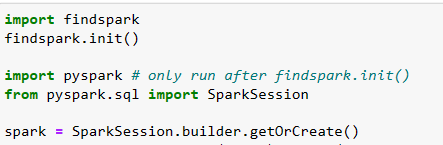 import findspark
findspark.init()
import pyspark # only run after findspark.init()
from pyspark.sql import SparkSession
spark = SparkSession.builder.getOrCreate()